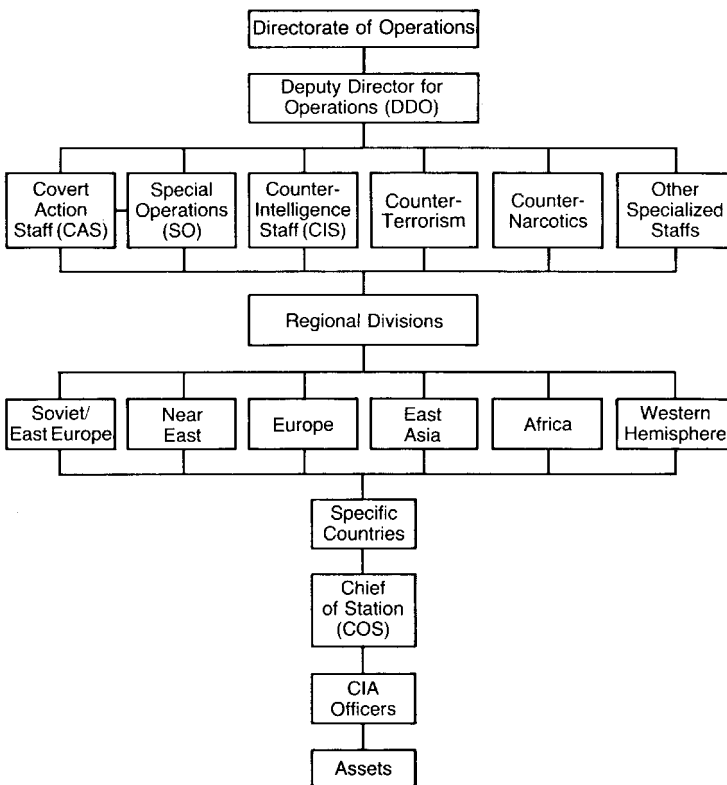 Directorate of Operations
Deputy Director for
Operations (DDO)
Covert
Action
Staff (CAS)
Special
Operations
(SO)
Counter-
Intelligence
Staff (CIS)
Counter-
Terrorism
Counter-
Narcotics
Other
Specialized
Staffs
Regional Divisions
Soviet/
East Europe
Near
East
Europe
East
Asia
Africa
Western
Hemisphere
Specific
Countries
Chief
of Station
(COS)
CIA
Officers
Assets